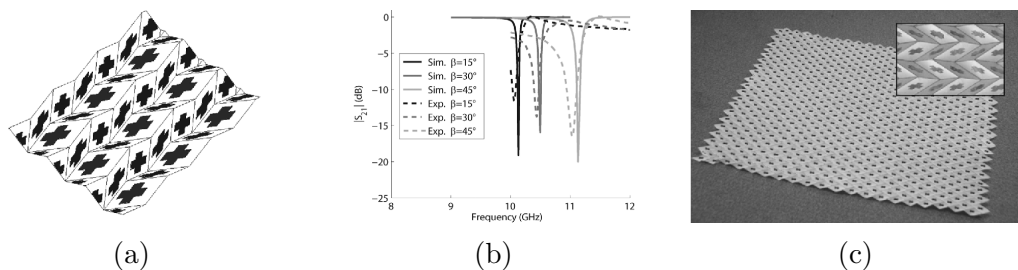 0
−5
−10
−15
−20
−25
|S21| (dB)
Sim. β=15°
Sim. β=30°
Sim. β=45°
Exp. β=15°
Exp. β=30°
Exp. β=45°
8 9 10 11 12
Frequency (GHz)
(a) (b) (c)